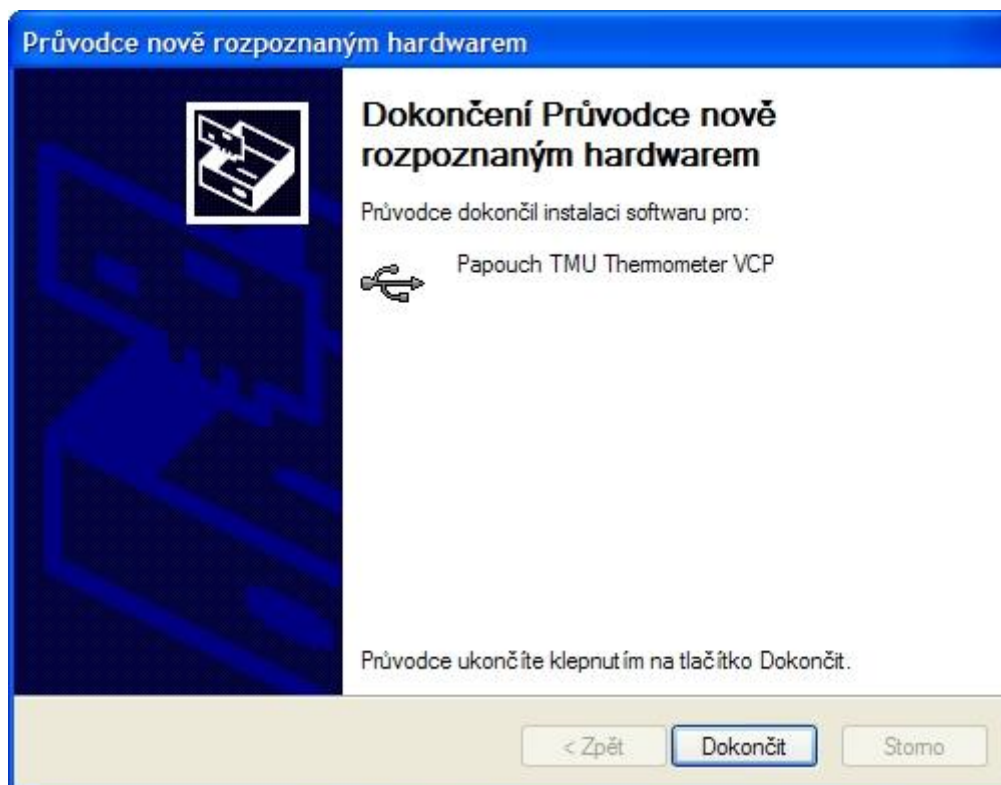 Průvodce nově rozpoznaným hardwarem
Dokončení Průvodce nově
rozpoznaným hardwarem
Průvodce dokončil instalaci softwaru pro:
Papouch TMU Thermometer VCP
Průvodce ukončíte klepnutím na tlačítko Dokončit.
< Zpět
Dokončit
Storno